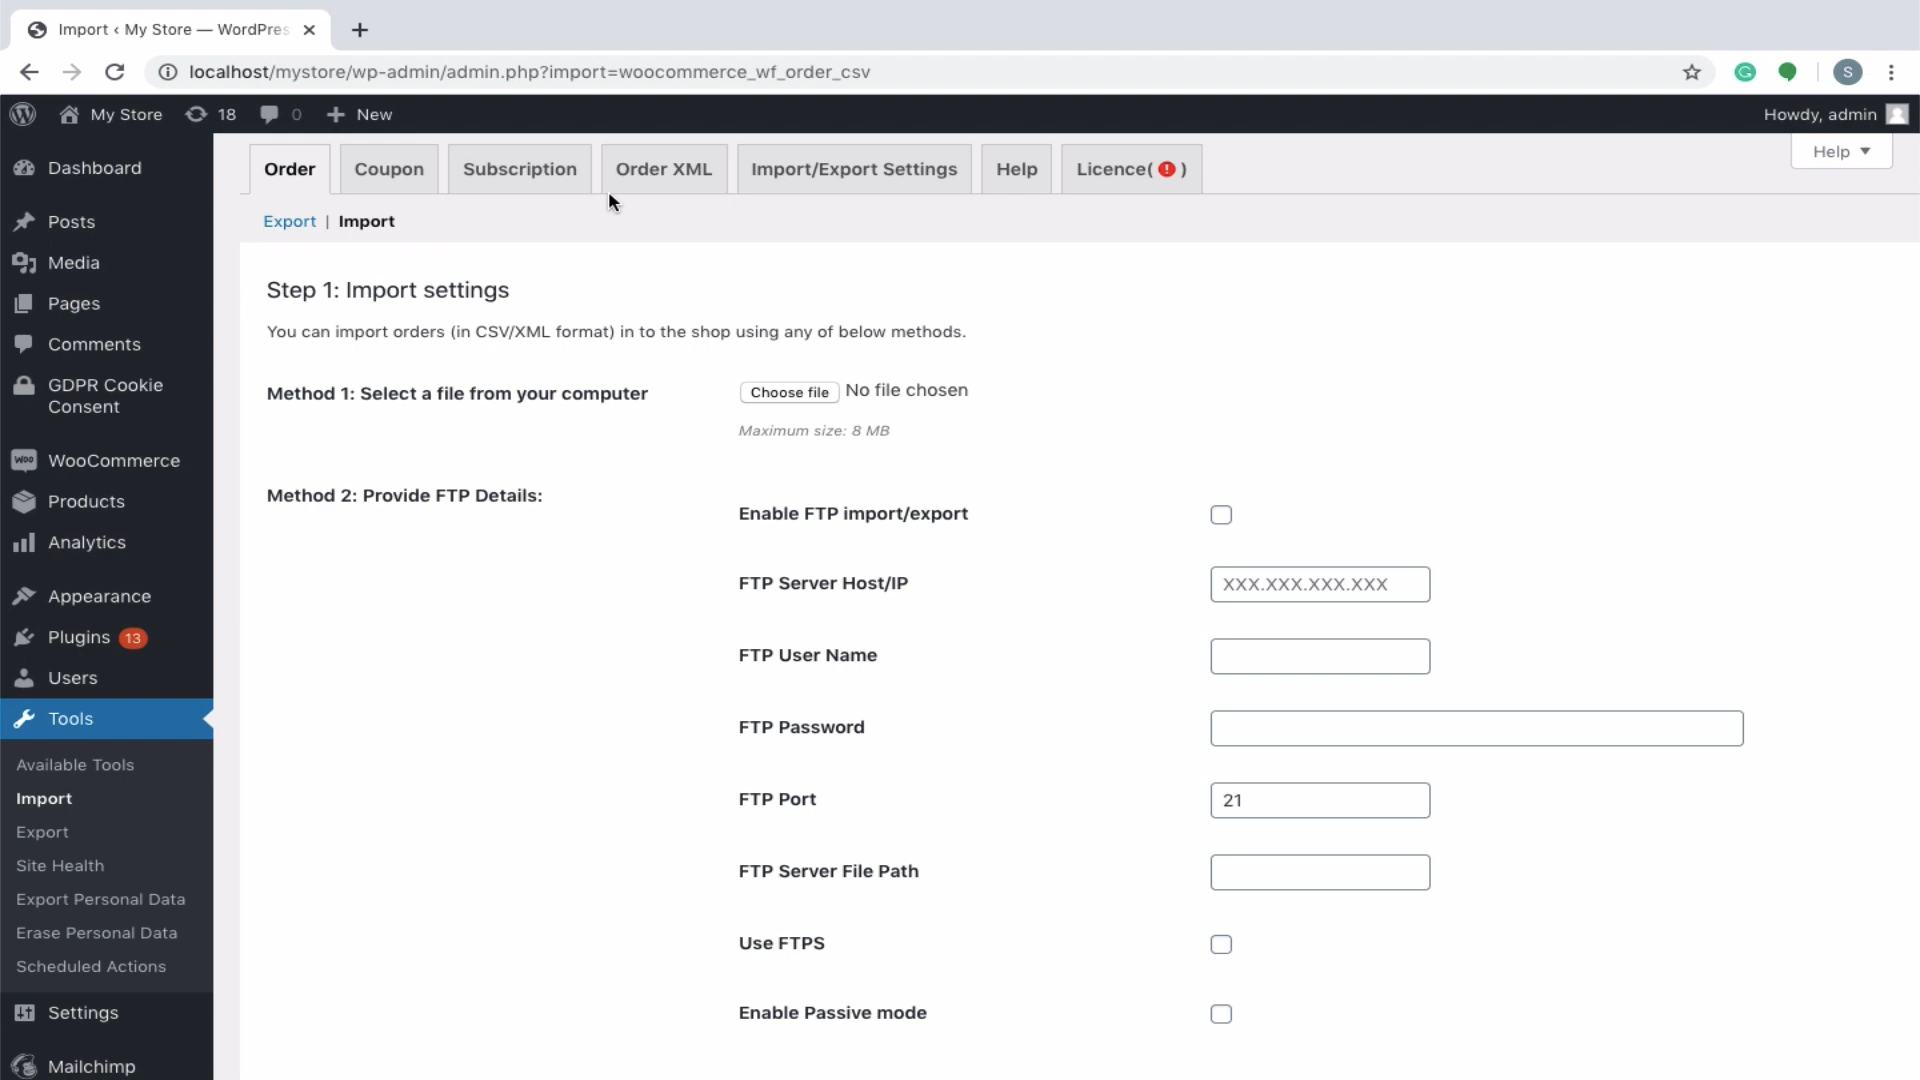 Import ‹ My Store — WordPres
localhost/mystore/wp-admin/admin.php?import=woocommerce_wf_order_csv
S
My Store 18 0 New Howdy, admin
Dashboard
Posts
Media
Pages
Comments
GDPR Cookie
Consent
Woo WooCommerce
Products
Analytics
Appearance
Plugins 13
Users
Tools
Available Tools
Import
Export
Site Health
Export Personal Data
Erase Personal Data
Scheduled Actions
Settings
Mailchimp
Order Coupon Subscription Order XML Import/Export Settings Help Licence( ! )
Help
Export | Import
Step 1: Import settings
You can import orders (in CSV/XML format) in to the shop using any of below methods.
Method 1: Select a file from your computer Choose file No file chosen
Maximum size: 8 MB
Method 2: Provide FTP Details:
Enable FTP import/export
FTP Server Host/IP XXX.XXX.XXX.XXX
FTP User Name
FTP Password
FTP Port 21
FTP Server File Path
Use FTPS
Enable Passive mode